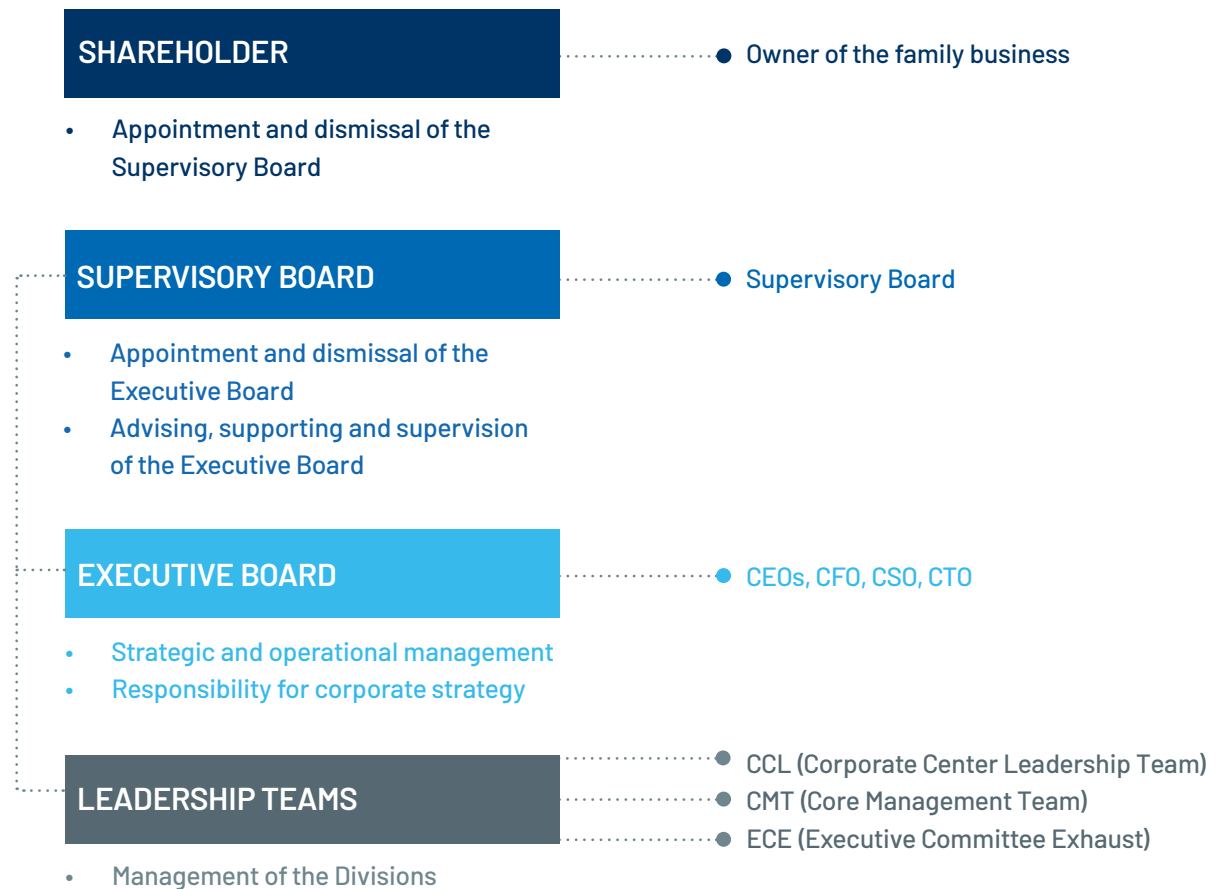 SHAREHOLDER
Owner of the family business
• Appointment and dismissal of the
Supervisory Board
SUPERVISORY BOARD
Supervisory Board
• Appointment and dismissal of the
Executive Board
• Advising, supporting and supervision
of the Executive Board
EXECUTIVE BOARD
CEOs, CFO, CSO, CTO
• Strategic and operational management
• Responsibility for corporate strategy
LEADERSHIP TEAMS
CCL (Corporate Center Leadership Team)
CMT (Core Management Team)
ECE (Executive Committee Exhaust)
• Management of the Divisions